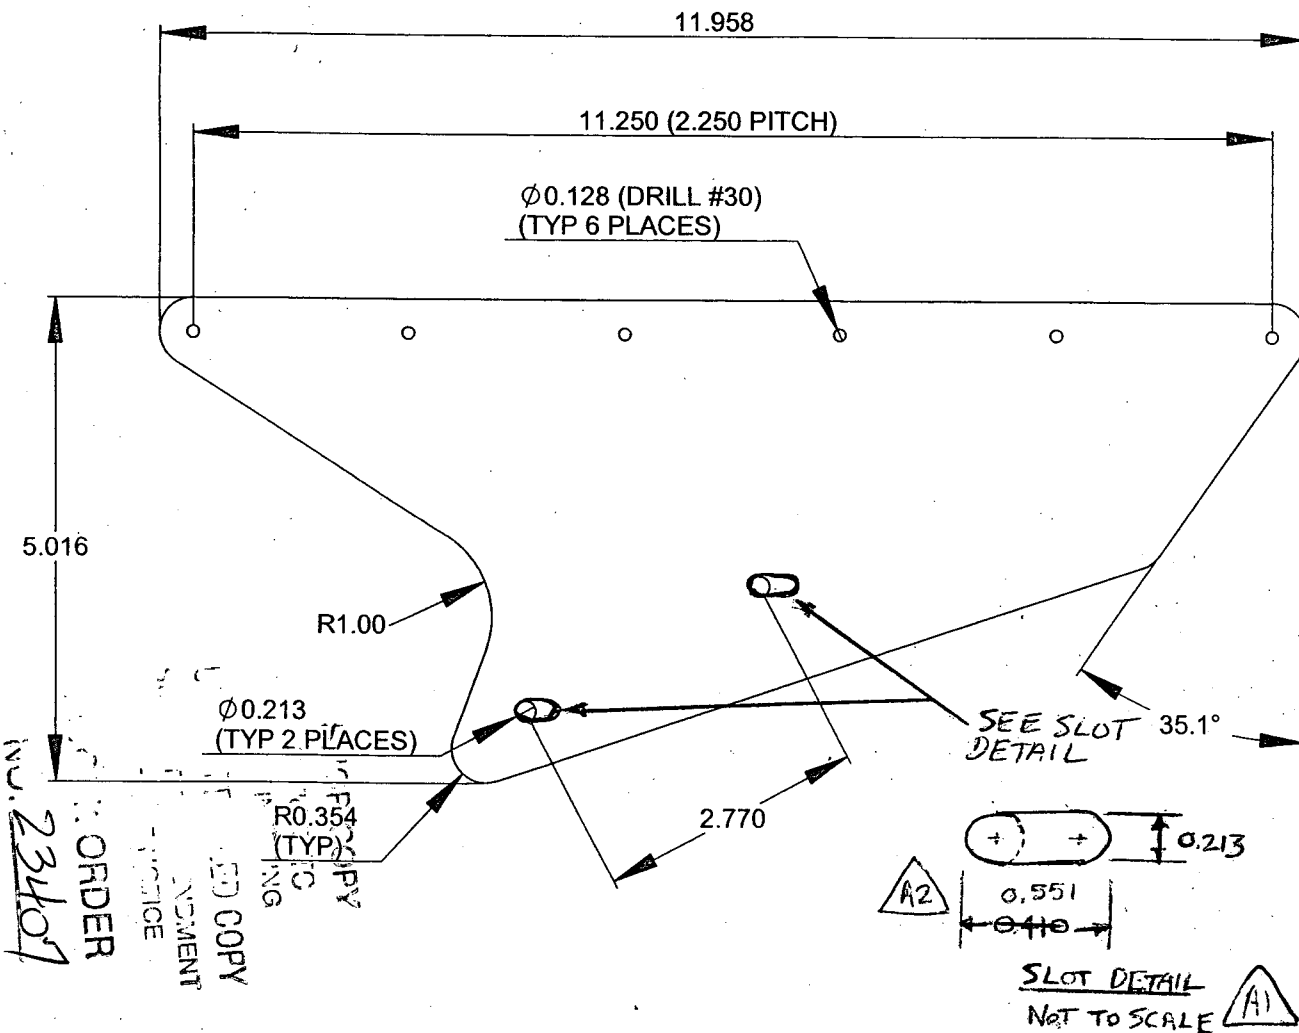 11.958
11.250 (2.250 PITCH)
Ø0.128 (DRILL #30)
(TYP 6 PLACES)
5.016
R1.00
Ø0.213
(TYP 2 PLACES)
R0.354
(TYP)
2.770
SEE SLOT
DETAIL
35.1°
0.213
A2
0.551
0.410
SLOT DETAIL
NOT TO SCALE
A1
COPY
ORDER
NO. 23407